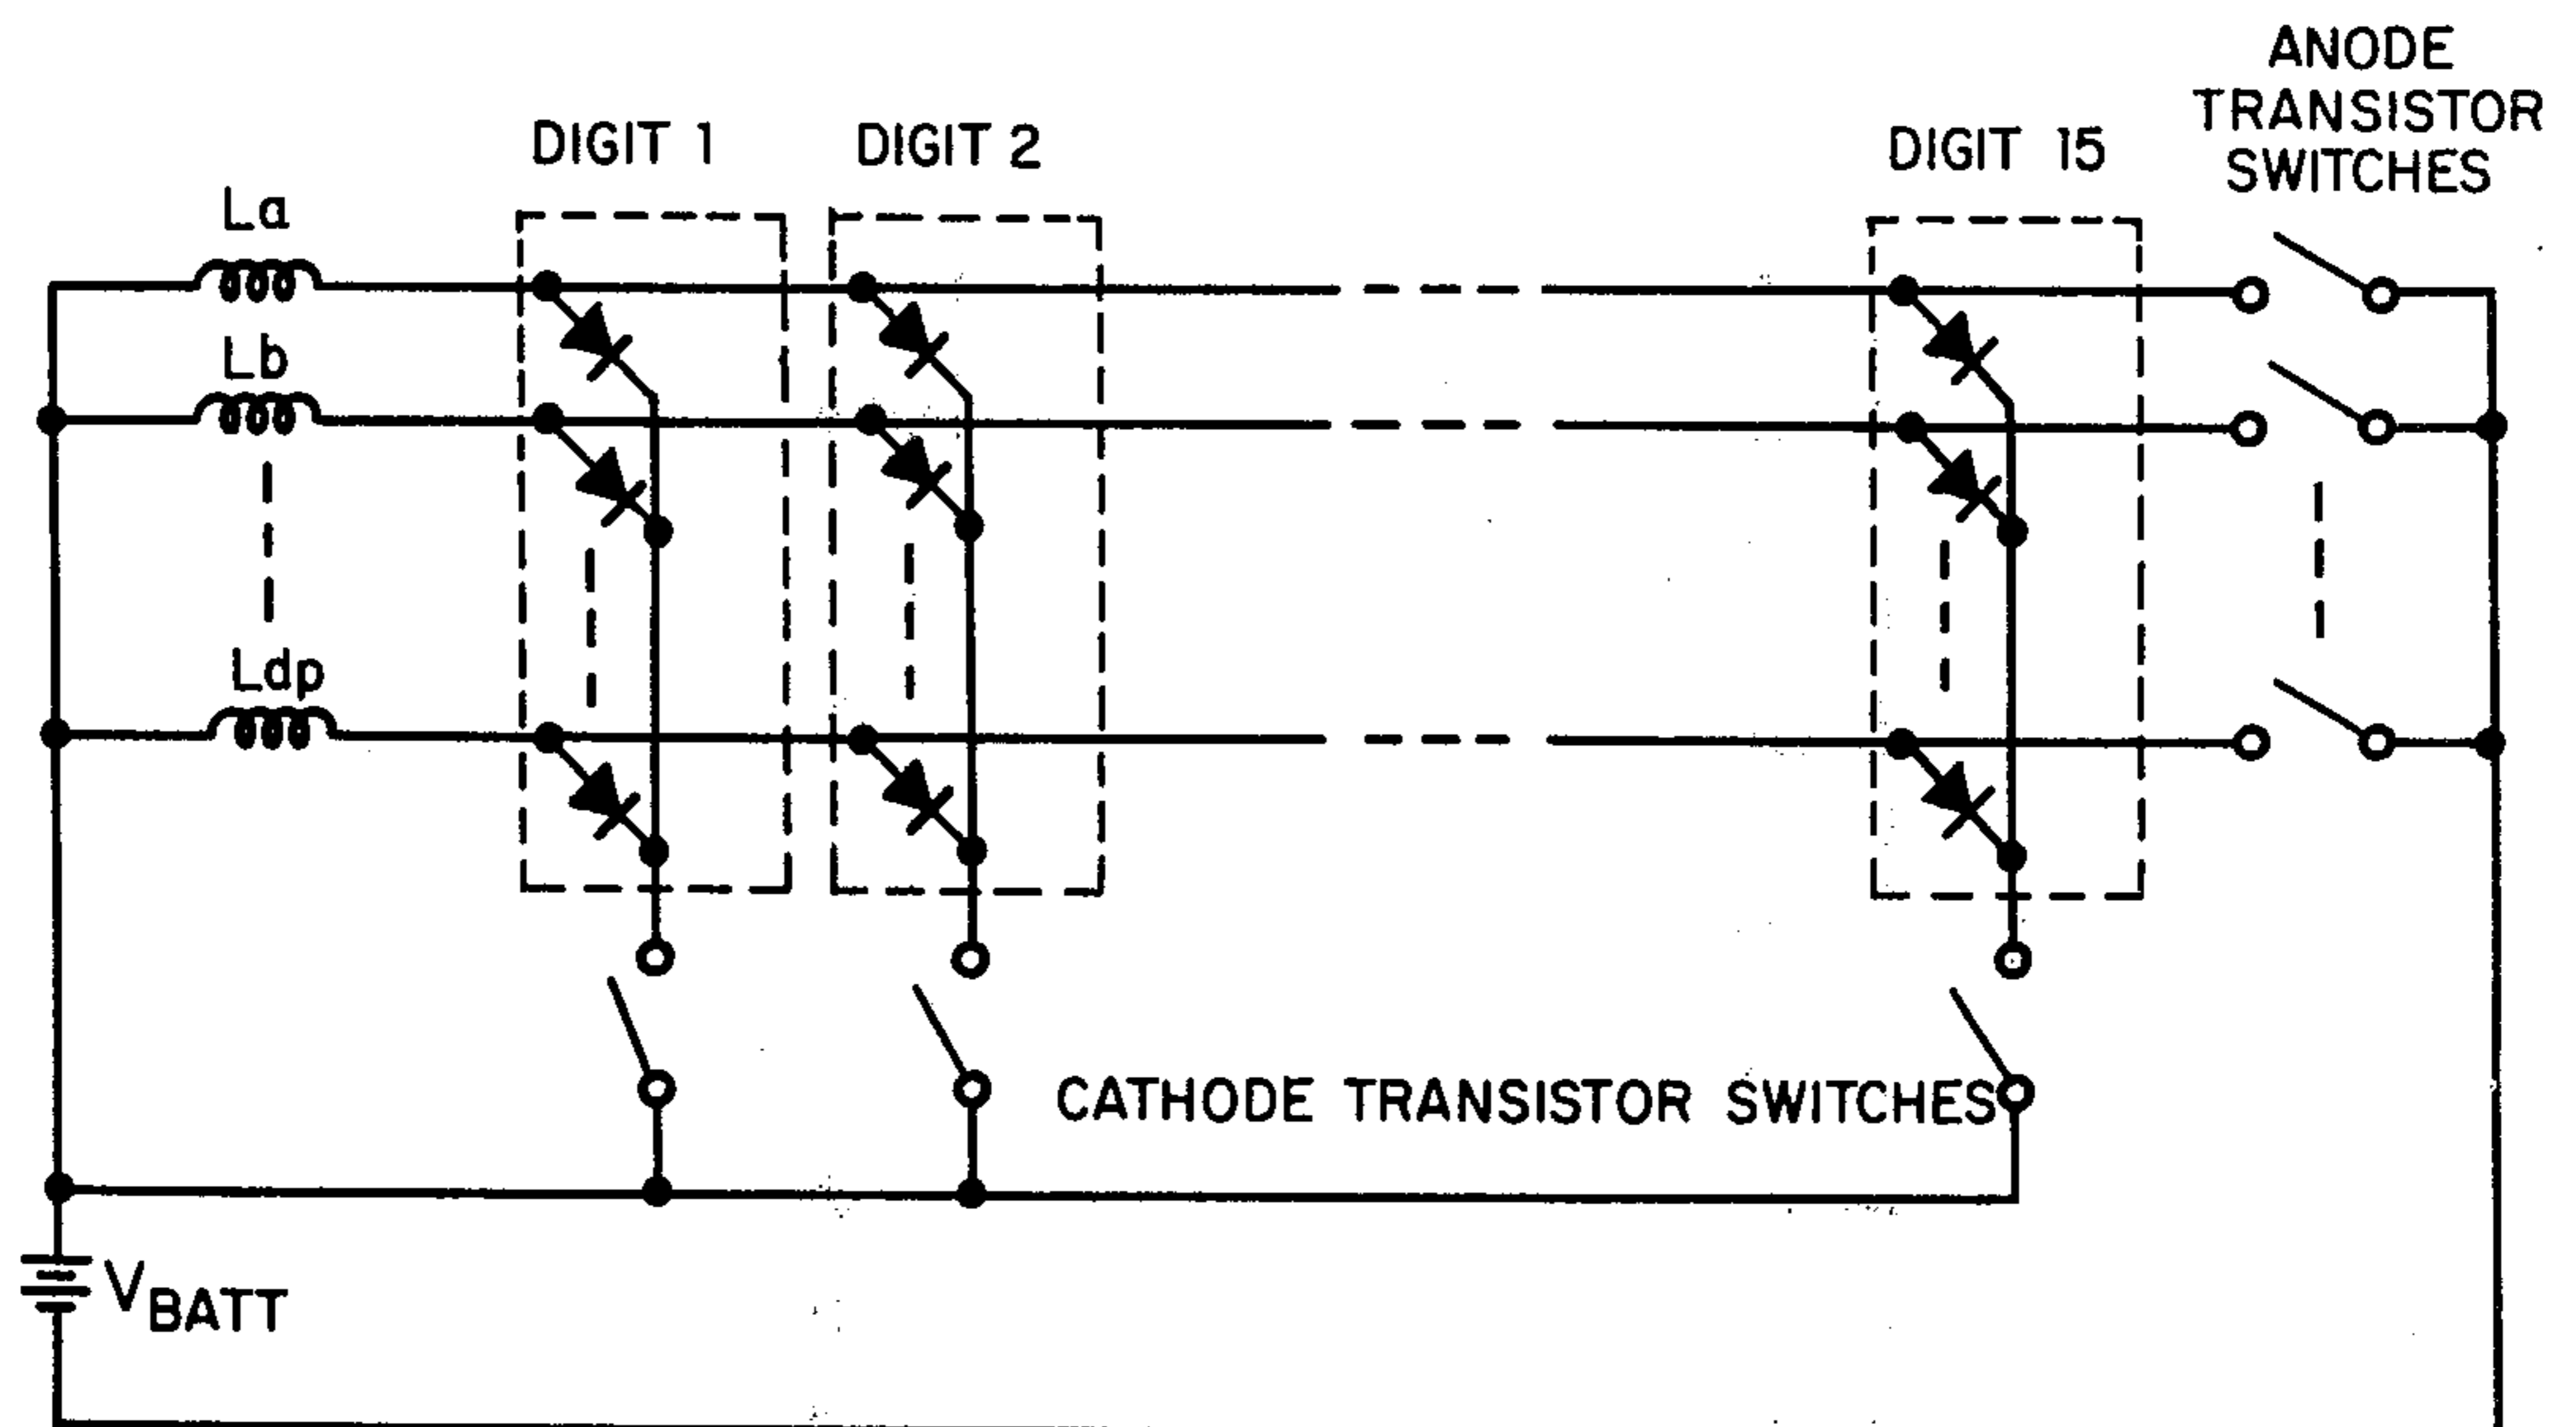 ANODE
TRANSISTOR
SWITCHES
DIGIT 1
DIGIT 2
DIGIT 15
La
Lb
Ldp
CATHODE TRANSISTOR SWITCHES
VBATT